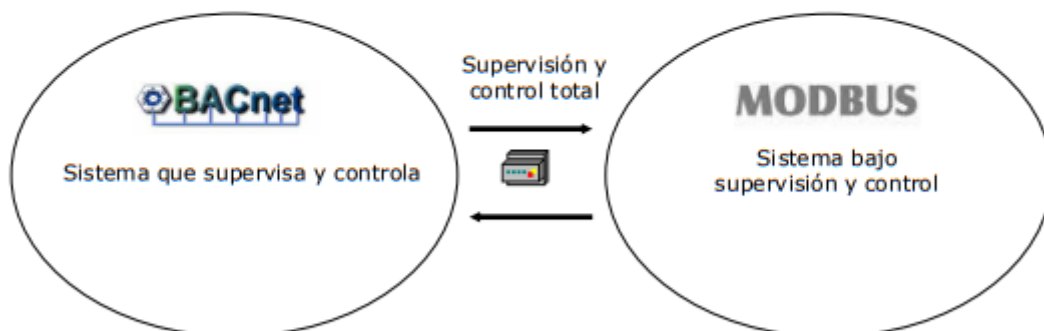 BACnet
Sistema que supervisa y controla
Supervisión y
control total
MODBUS
Sistema bajo
supervisión y control